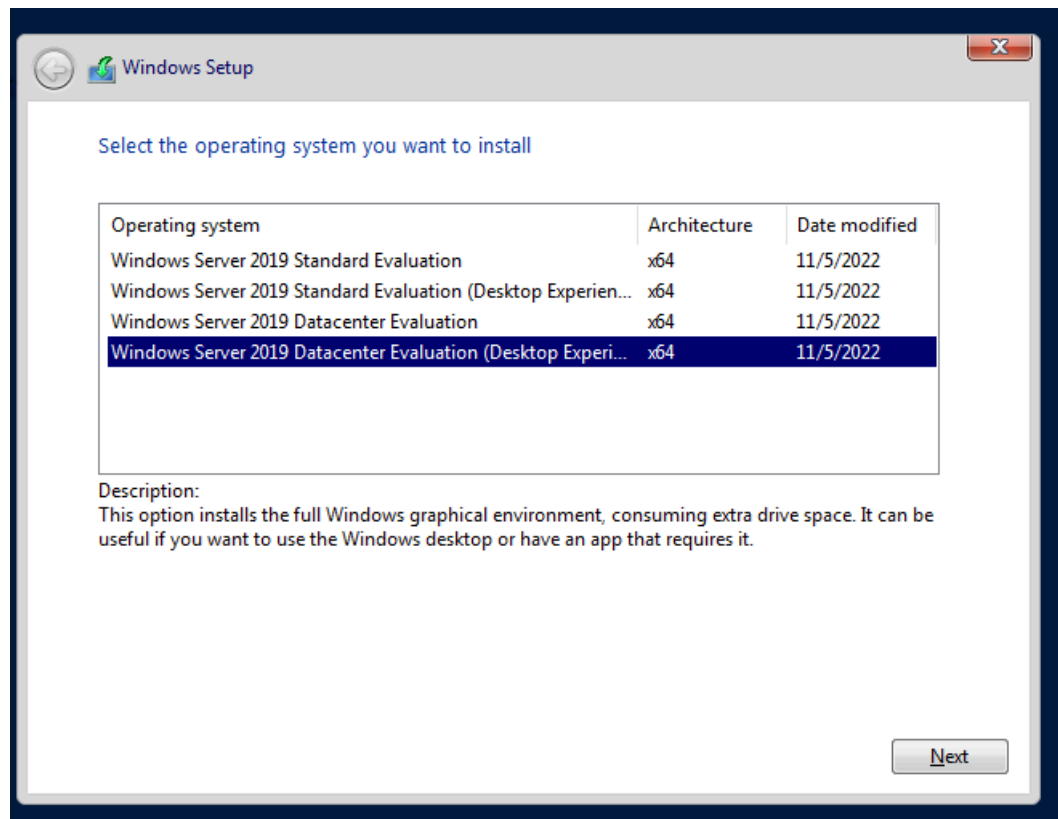 Windows Setup
X
Select the operating system you want to install
Operating system Architecture Date modified
Windows Server 2019 Standard Evaluation x64 11/5/2022
Windows Server 2019 Standard Evaluation (Desktop Experien... x64 11/5/2022
Windows Server 2019 Datacenter Evaluation x64 11/5/2022
Windows Server 2019 Datacenter Evaluation (Desktop Experi... x64 11/5/2022
Description:
This option installs the full Windows graphical environment, consuming extra drive space. It can be
useful if you want to use the Windows desktop or have an app that requires it.
Next